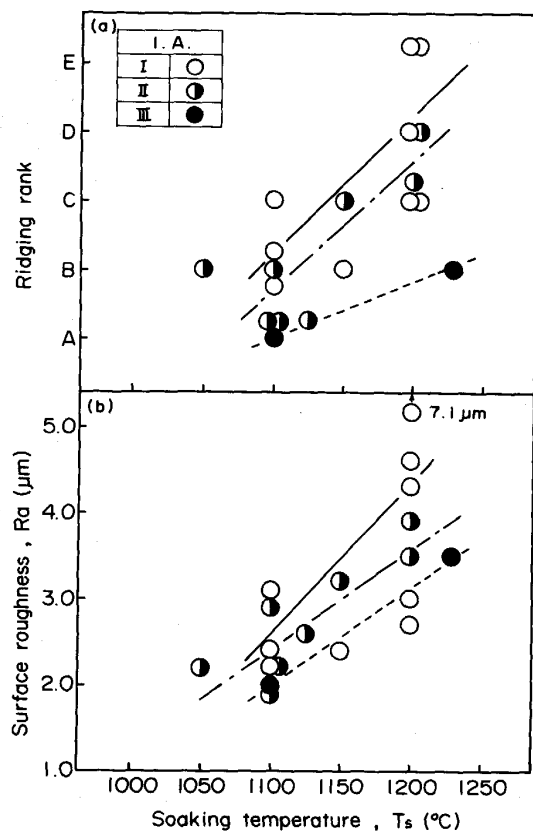 (a)
I. A.
I
II
III
E
D
C
B
A
Ridging rank
(b)
7.1 μm
5.0
4.0
3.0
2.0
1.0
Surface roughness , Ra (μm)
1000 1050 1100 1150 1200 1250
Soaking temperature , Ts (°C)